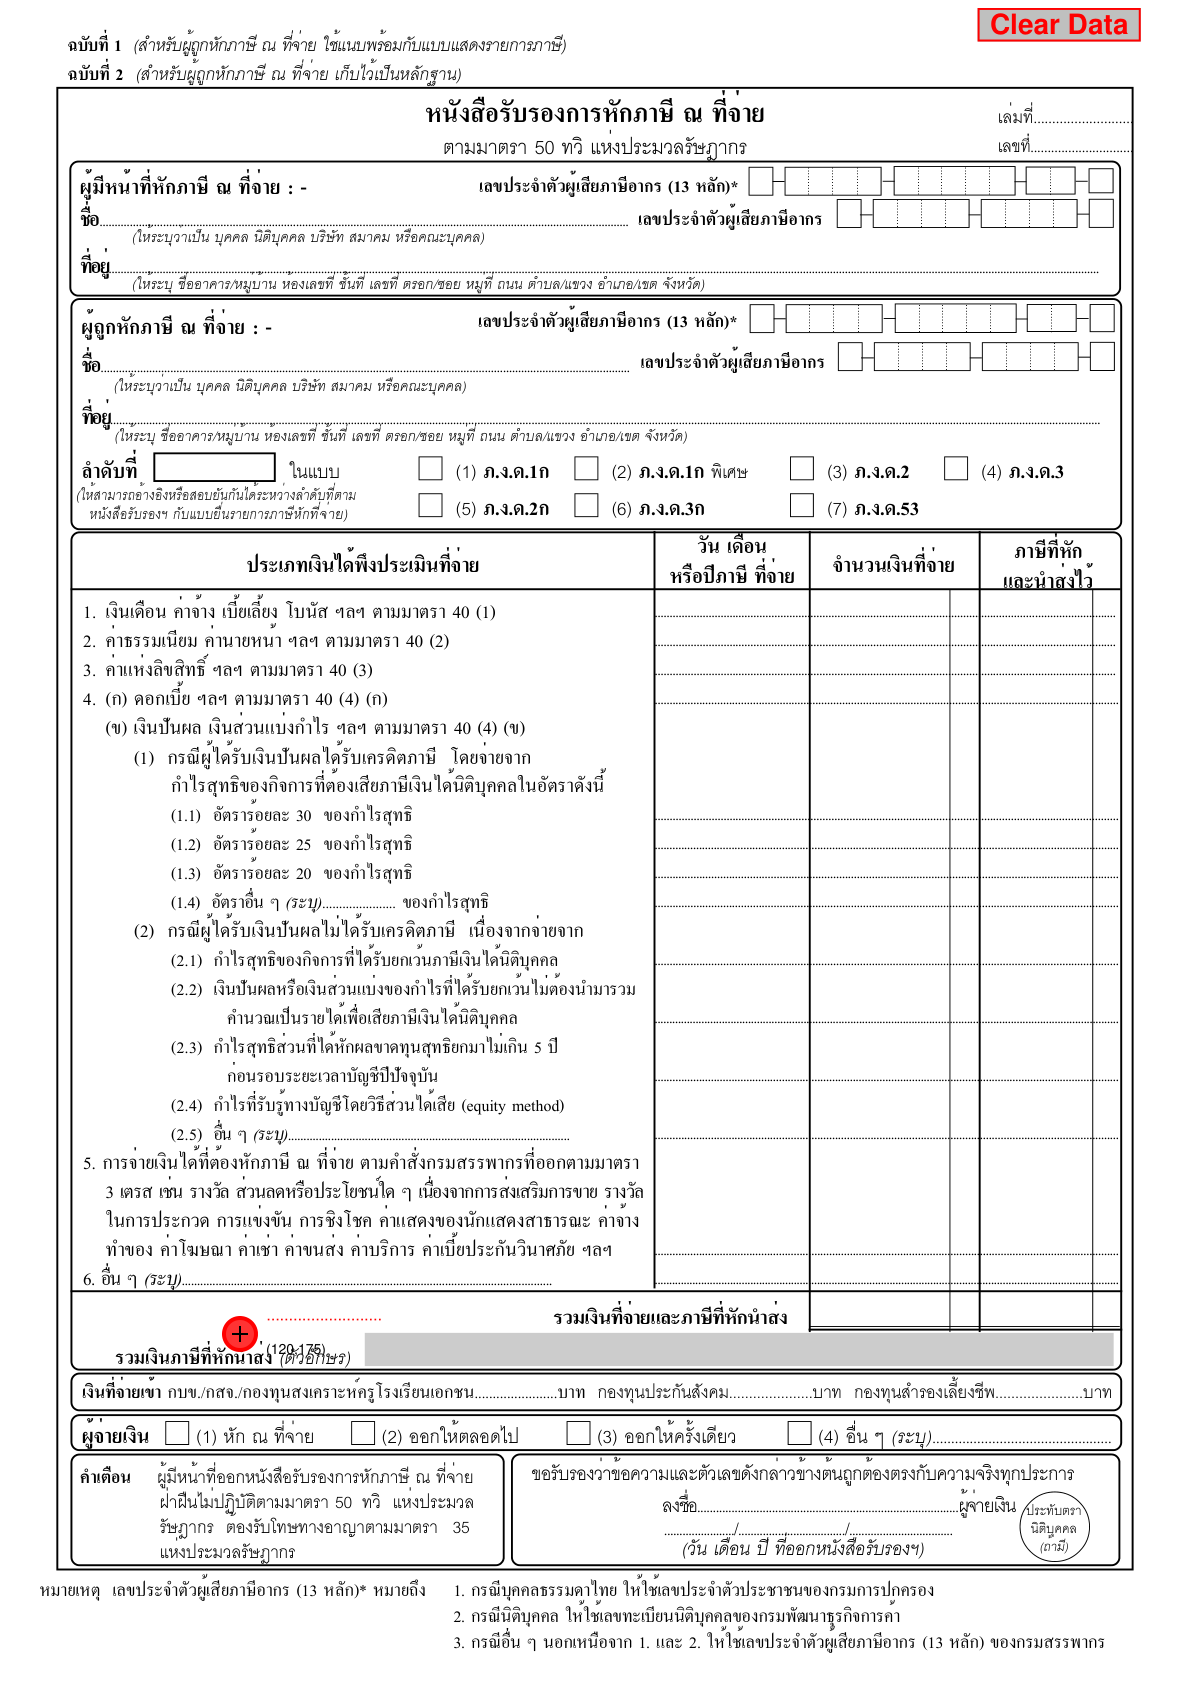 Clear Data
ฉบับที่ 1 (สำหรับผู้ถูกหักภาษี ณ ที่จ่าย ใช้แนบพร้อมกับแบบแสดงรายการภาษี)
ฉบับที่ 2 (สำหรับผู้ถูกหักภาษี ณ ที่จ่าย เก็บไว้เป็นหลักฐาน)
หนังสือรับรองการหักภาษี ณ ที่จ่าย
เล่มที่...........................
ตามมาตรา 50 ทวิ แห่งประมวลรัษฎากร
เลขที่............................
ผู้มีหน้าที่หักภาษี ณ ที่จ่าย : - เลขประจำตัวผู้เสียภาษีอากร (13 หลัก)*
ชื่อ........................................ เลขประจำตัวผู้เสียภาษีอากร
(ให้ระบุว่าเป็น บุคคล นิติบุคคล บริษัท สมาคม หรือคณะบุคคล)
ที่อยู่........................................
(ให้ระบุ ชื่ออาคาร/หมู่บ้าน ห้องเลขที่ ชั้นที่ เลขที่ ตรอก/ซอย หมู่ที่ ถนน ตำบล/แขวง อำเภอ/เขต จังหวัด)
ผู้ถูกหักภาษี ณ ที่จ่าย : - เลขประจำตัวผู้เสียภาษีอากร (13 หลัก)*
ชื่อ........................................ เลขประจำตัวผู้เสียภาษีอากร
(ให้ระบุว่าเป็น บุคคล นิติบุคคล บริษัท สมาคม หรือคณะบุคคล)
ที่อยู่........................................
(ให้ระบุ ชื่ออาคาร/หมู่บ้าน ห้องเลขที่ ชั้นที่ เลขที่ ตรอก/ซอย หมู่ที่ ถนน ตำบล/แขวง อำเภอ/เขต จังหวัด)
ลำดับที่ ในแบบ (1) ภ.ง.ด.1ก (2) ภ.ง.ด.1ก พิเศษ (3) ภ.ง.ด.2 (4) ภ.ง.ด.3
(ให้สามารถอ้างอิงหรือสอบยันกันได้ระหว่างลำดับที่ตาม
หนังสือรับรองฯ กับแบบยื่นรายการภาษีหักที่จ่าย) (5) ภ.ง.ด.2ก (6) ภ.ง.ด.3ก (7) ภ.ง.ด.53
ประเภทเงินได้พึงประเมินที่จ่าย
วัน เดือน
หรือปีภาษี ที่จ่าย
จำนวนเงินที่จ่าย
ภาษีที่หัก
และนำส่งไว้
1. เงินเดือน ค่าจ้าง เบี้ยเลี้ยง โบนัส ฯลฯ ตามมาตรา 40 (1)
2. ค่าธรรมเนียม ค่านายหน้า ฯลฯ ตามมาตรา 40 (2)
3. ค่าแห่งลิขสิทธิ์ ฯลฯ ตามมาตรา 40 (3)
4. (ก) ดอกเบี้ย ฯลฯ ตามมาตรา 40 (4) (ก)
(ข) เงินปันผล เงินส่วนแบ่งกำไร ฯลฯ ตามมาตรา 40 (4) (ข)
(1) กรณีผู้ได้รับเงินปันผลได้รับเครดิตภาษี โดยจ่ายจาก
กำไรสุทธิของกิจการที่ต้องเสียภาษีเงินได้นิติบุคคลในอัตราดังนี้
(1.1) อัตราร้อยละ 30 ของกำไรสุทธิ
(1.2) อัตราร้อยละ 25 ของกำไรสุทธิ
(1.3) อัตราร้อยละ 20 ของกำไรสุทธิ
(1.4) อัตราอื่น ๆ (ระบุ)...................... ของกำไรสุทธิ
(2) กรณีผู้ได้รับเงินปันผลไม่ได้รับเครดิตภาษี เนื่องจากจ่ายจาก
(2.1) กำไรสุทธิของกิจการที่ได้รับยกเว้นภาษีเงินได้นิติบุคคล
(2.2) เงินปันผลหรือเงินส่วนแบ่งของกำไรที่ได้รับยกเว้นไม่ต้องนำมารวม
คำนวณเป็นรายได้เพื่อเสียภาษีเงินได้นิติบุคคล
(2.3) กำไรสุทธิส่วนที่ได้หักผลขาดทุนสุทธิยกมาไม่เกิน 5 ปี
ก่อนรอบระยะเวลาบัญชีปีปัจจุบัน
(2.4) กำไรที่รับรู้ทางบัญชีโดยวิธีส่วนได้เสีย (equity method)
(2.5) อื่น ๆ (ระบุ)........................................
5. การจ่ายเงินได้ที่ต้องหักภาษี ณ ที่จ่าย ตามคำสั่งกรมสรรพากรที่ออกตามมาตรา
3 เตรส เช่น รางวัล ส่วนลดหรือประโยชน์ใด ๆ เนื่องจากการส่งเสริมการขาย รางวัล
ในการประกวด การแข่งขัน การชิงโชค ค่าแสดงของนักแสดงสาธารณะ ค่าจ้าง
ทำของ ค่าโฆษณา ค่าเช่า ค่าขนส่ง ค่าบริการ ค่าเบี้ยประกันวินาศภัย ฯลฯ
6. อื่น ๆ (ระบุ)........................................
รวมเงินที่จ่ายและภาษีที่หักนำส่ง
(120,175)
รวมเงินภาษีที่หักนำส่ง (ตัวอักษร)
เงินที่จ่ายเข้า กบข./กสจ./กองทุนสงเคราะห์ครูโรงเรียนเอกชน......................บาท กองทุนประกันสังคม......................บาท กองทุนสำรองเลี้ยงชีพ......................บาท
ผู้จ่ายเงิน (1) หัก ณ ที่จ่าย (2) ออกให้ตลอดไป (3) ออกให้ครั้งเดียว (4) อื่น ๆ (ระบุ)........................................
คำเตือน ผู้มีหน้าที่ออกหนังสือรับรองการหักภาษี ณ ที่จ่าย
ฝ่าฝืนไม่ปฏิบัติตามมาตรา 50 ทวิ แห่งประมวล
รัษฎากร ต้องรับโทษทางอาญาตามมาตรา 35
แห่งประมวลรัษฎากร
ขอรับรองว่าข้อความและตัวเลขดังกล่าวข้างต้นถูกต้องตรงกับความจริงทุกประการ
ลงชื่อ........................................ผู้จ่ายเงิน
..................../............................/............................
(วัน เดือน ปี ที่ออกหนังสือรับรองฯ)
ประทับตรา
นิติบุคคล
(ถ้ามี)
หมายเหตุ เลขประจำตัวผู้เสียภาษีอากร (13 หลัก)* หมายถึง 1. กรณีบุคคลธรรมดาไทย ให้ใช้เลขประจำตัวประชาชนของกรมการปกครอง
2. กรณีนิติบุคคล ให้ใช้เลขทะเบียนนิติบุคคลของกรมพัฒนาธุรกิจการค้า
3. กรณีอื่น ๆ นอกเหนือจาก 1. และ 2. ให้ใช้เลขประจำตัวผู้เสียภาษีอากร (13 หลัก) ของกรมสรรพากร